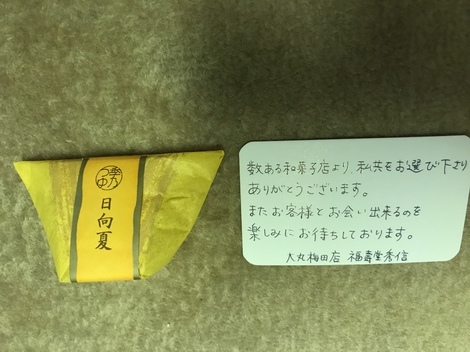 日向夏
数ある和菓子店より、私共をお選び下さり
ありがとうございます。
またお客様とお会い出来るのを
楽しみにお待ちしております。
大丸梅田店 福壽堂秀信